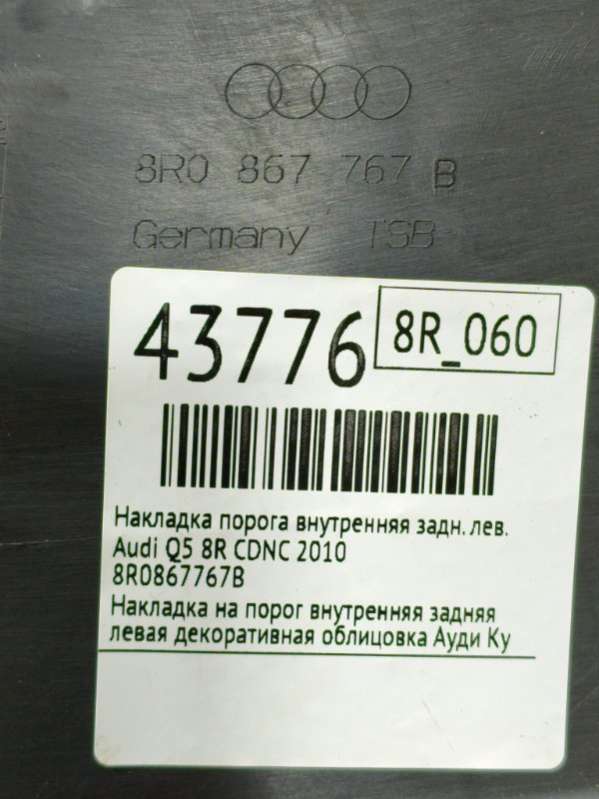 8R0 867 767 B
Germany TSB
43776
8R_060
Накладка порога внутренняя задн. лев.
Audi Q5 8R CDNC 2010
8R0867767B
Накладка на порог внутренняя задняя
левая декоративная облицовка Ауди Ку